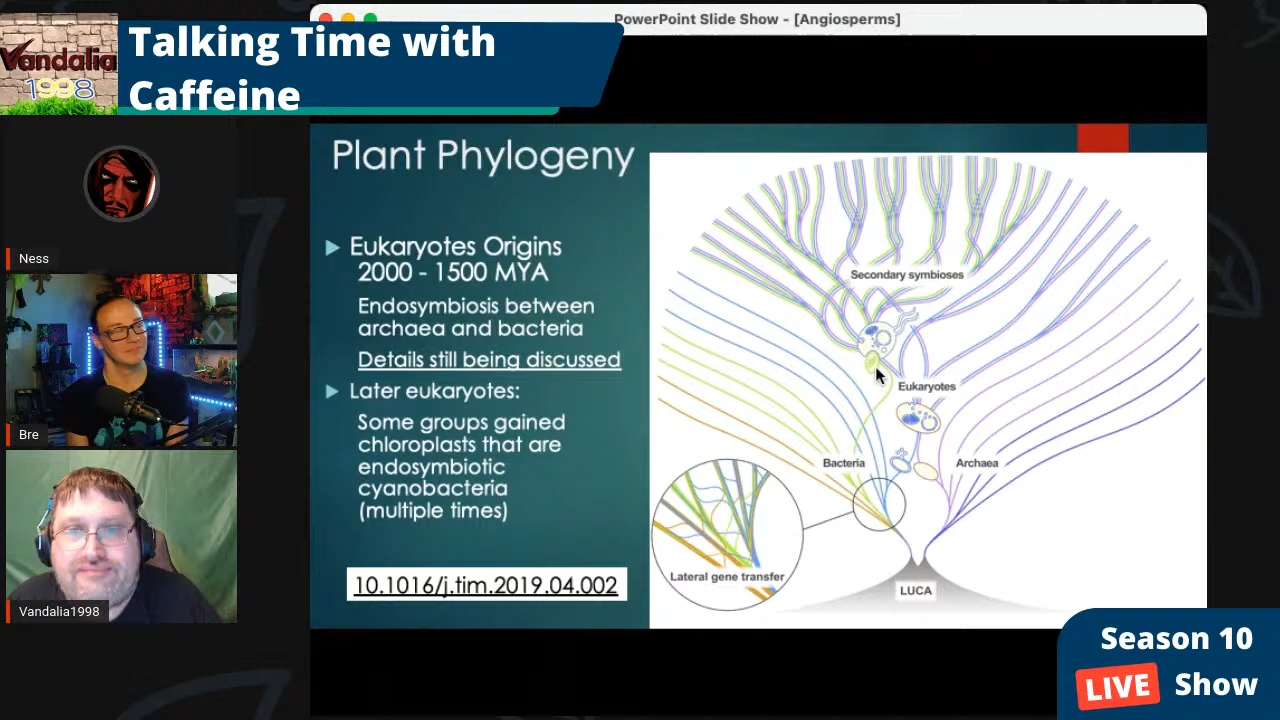 PowerPoint Slide Show - [Angiosperms]
Talking Time with
Caffeine
Vandalia
1998
Plant Phylogeny
Eukaryotes Origins
2000 - 1500 MYA
Endosymbiosis between
archaea and bacteria
Details still being discussed
Later eukaryotes:
Some groups gained
chloroplasts that are
endosymbiotic
cyanobacteria
(multiple times)
10.1016/j.tim.2019.04.002
Secondary symbioses
Eukaryotes
Bacteria
Archaea
Lateral gene transfer
LUCA
Ness
Bre
Vandalia1998
Season 10
LIVE Show